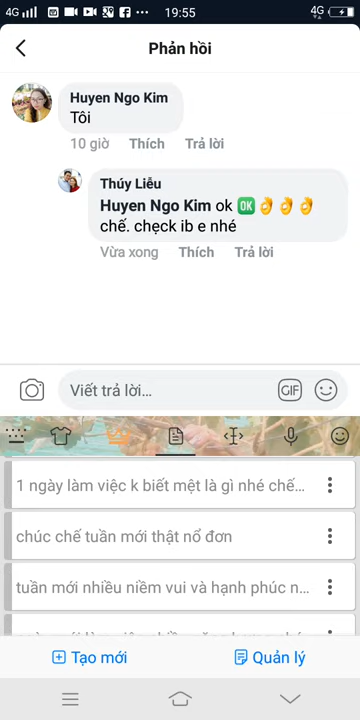 4G 19:55 4G
Phản hồi
Huyen Ngo Kim
Tôi
10 giờ Thích Trả lời
Thúy Liễu
Huyen Ngo Kim ok 🆗👌👌👌
chế. chẹck ib e nhé
Vừa xong Thích Trả lời
Viết trả lời... GIF
1 ngày làm việc k biết mệt là gì nhé chế...
chúc chế tuần mới thật nổ đơn
tuần mới nhiều niềm vui và hạnh phúc n...
Tạo mới Quản lý